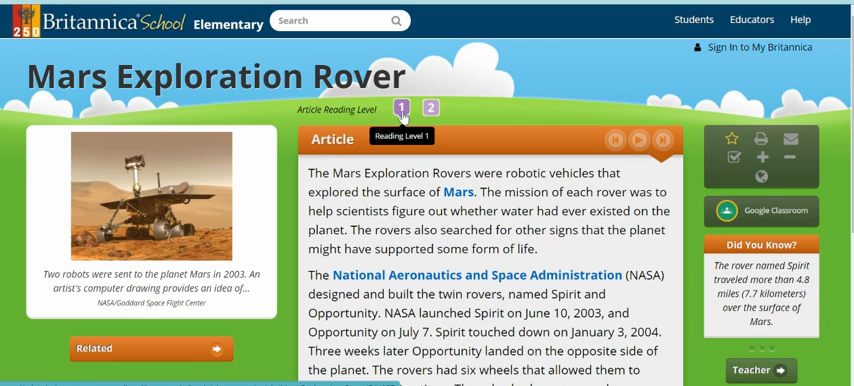 250 Britannica School Elementary
Search
Students Educators Help
Sign In to My Britannica
Mars Exploration Rover
Article Reading Level 1 2
Reading Level 1
Article
The Mars Exploration Rovers were robotic vehicles that
explored the surface of Mars. The mission of each rover was to
help scientists figure out whether water had ever existed on the
planet. The rovers also searched for other signs that the planet
might have supported some form of life.
The National Aeronautics and Space Administration (NASA)
designed and built the twin rovers, named Spirit and
Opportunity. NASA launched Spirit on June 10, 2003, and
Opportunity on July 7. Spirit touched down on January 3, 2004.
Three weeks later Opportunity landed on the opposite side of
the planet. The rovers had six wheels that allowed them to
Two robots were sent to the planet Mars in 2003. An
artist's computer drawing provides an idea of...
NASA/Goddard Space Flight Center
Related
Google Classroom
Did You Know?
The rover named Spirit
traveled more than 4.8
miles (7.7 kilometers)
over the surface of
Mars.
Teacher